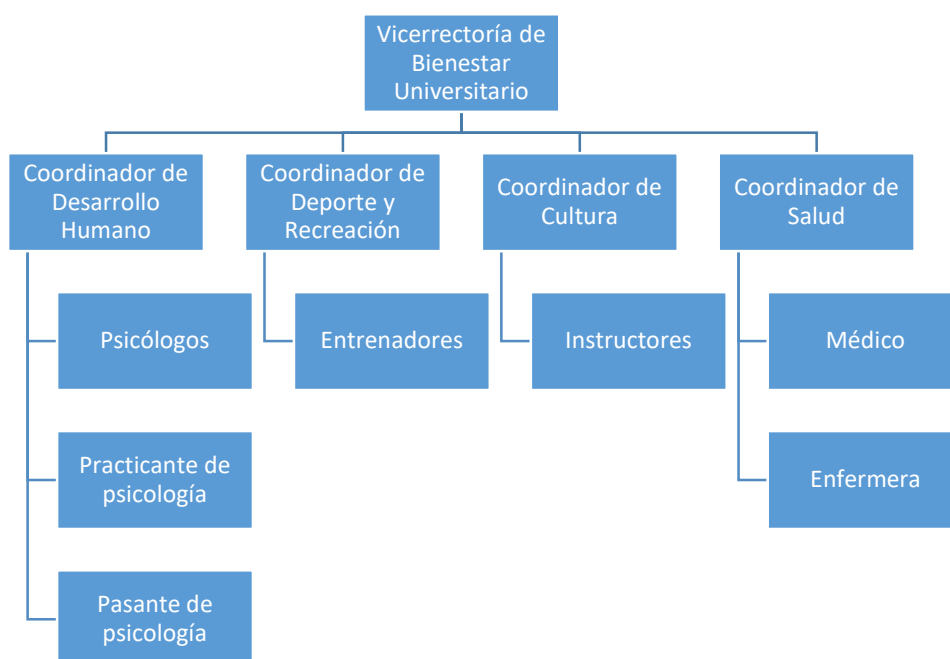 Vicerrectoría de
Bienestar
Universitario
Coordinador de
Desarrollo
Humano
Coordinador de
Deporte y
Recreación
Coordinador de
Cultura
Coordinador de
Salud
Psicólogos
Entrenadores
Instructores
Médico
Practicante de
psicología
Enfermera
Pasante de
psicología